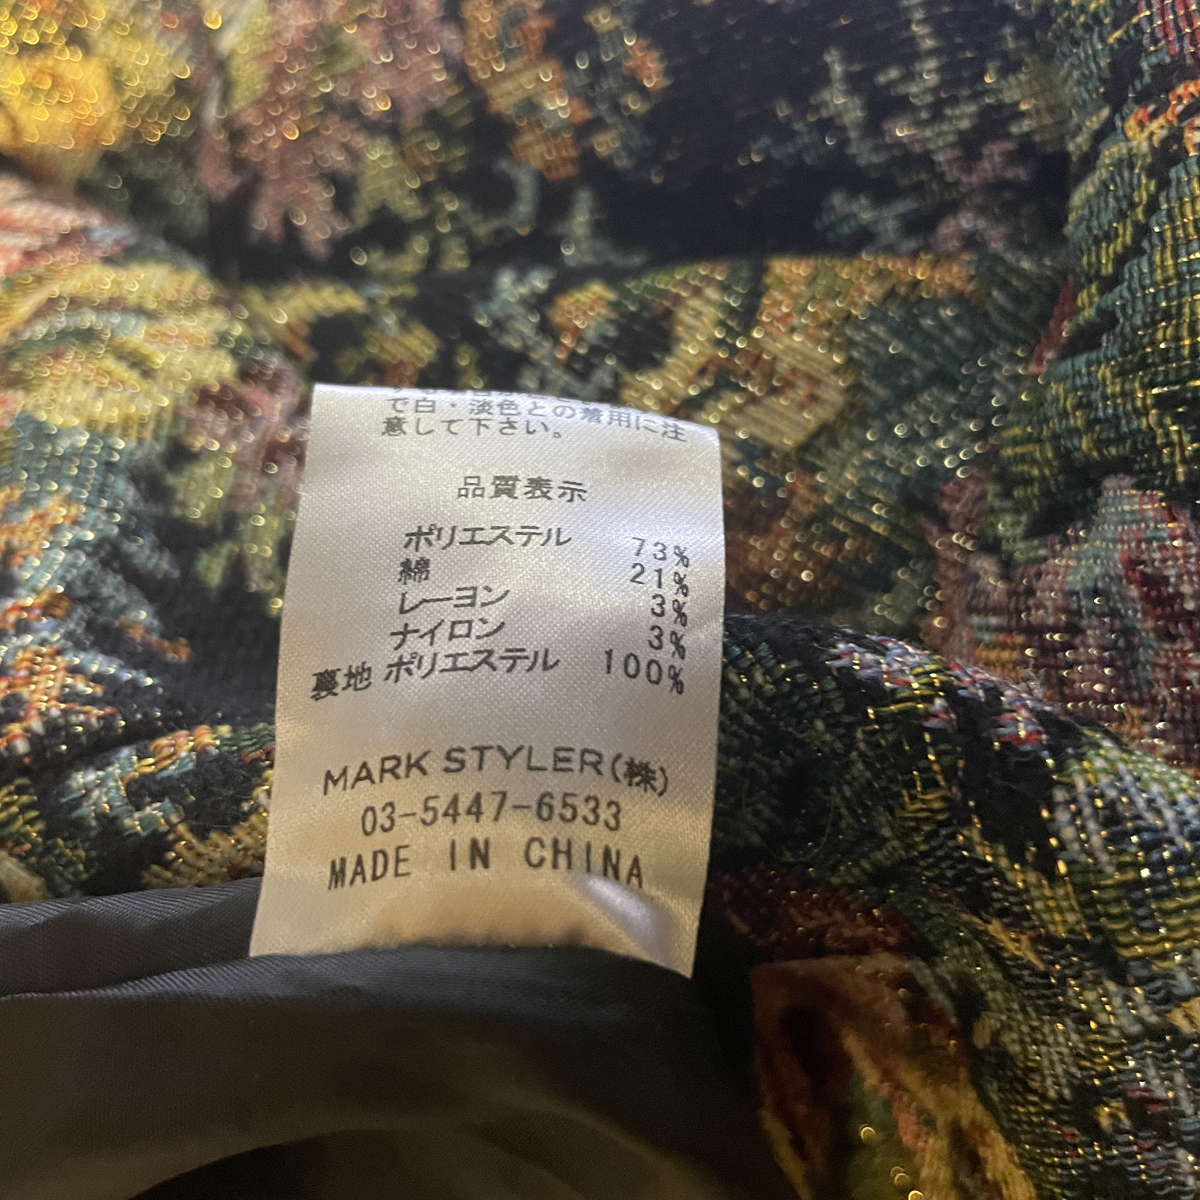 で白・淡色との着用に注
意して下さい。
品質表示
ポリエステル 73%
綿 21%
レーヨン 3%
ナイロン 3%
裏地 ポリエステル 100%
MARK STYLER(株)
03-5447-6533
MADE IN CHINA